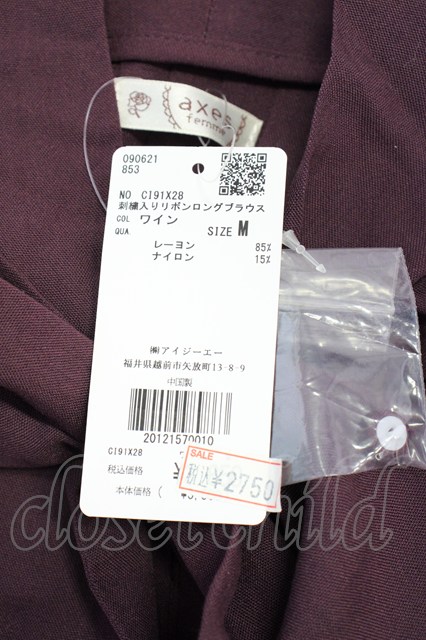 axes
femme
090621
853
NO CI91X28
刺繍入りリボンロングブラウス
COL ワイン
QUA SIZE M
レーヨン 85%
ナイロン 15%
㈱アイジーエー
福井県越前市矢放町13-8-9
中国製
20121570010
CI91X28
SALE
税込価格
税込¥2750
本体価格 (
closet child